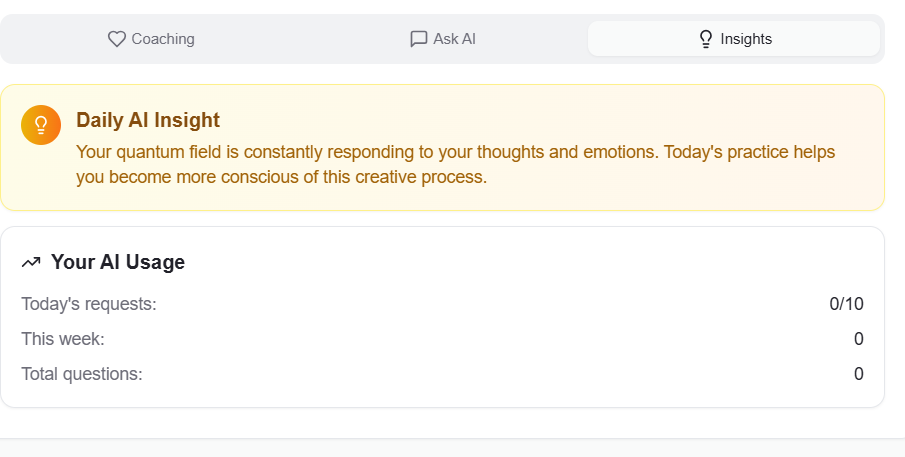 Coaching Ask AI Insights
Daily AI Insight
Your quantum field is constantly responding to your thoughts and emotions. Today's practice helps
you become more conscious of this creative process.
Your AI Usage
Today's requests: 0/10
This week: 0
Total questions: 0